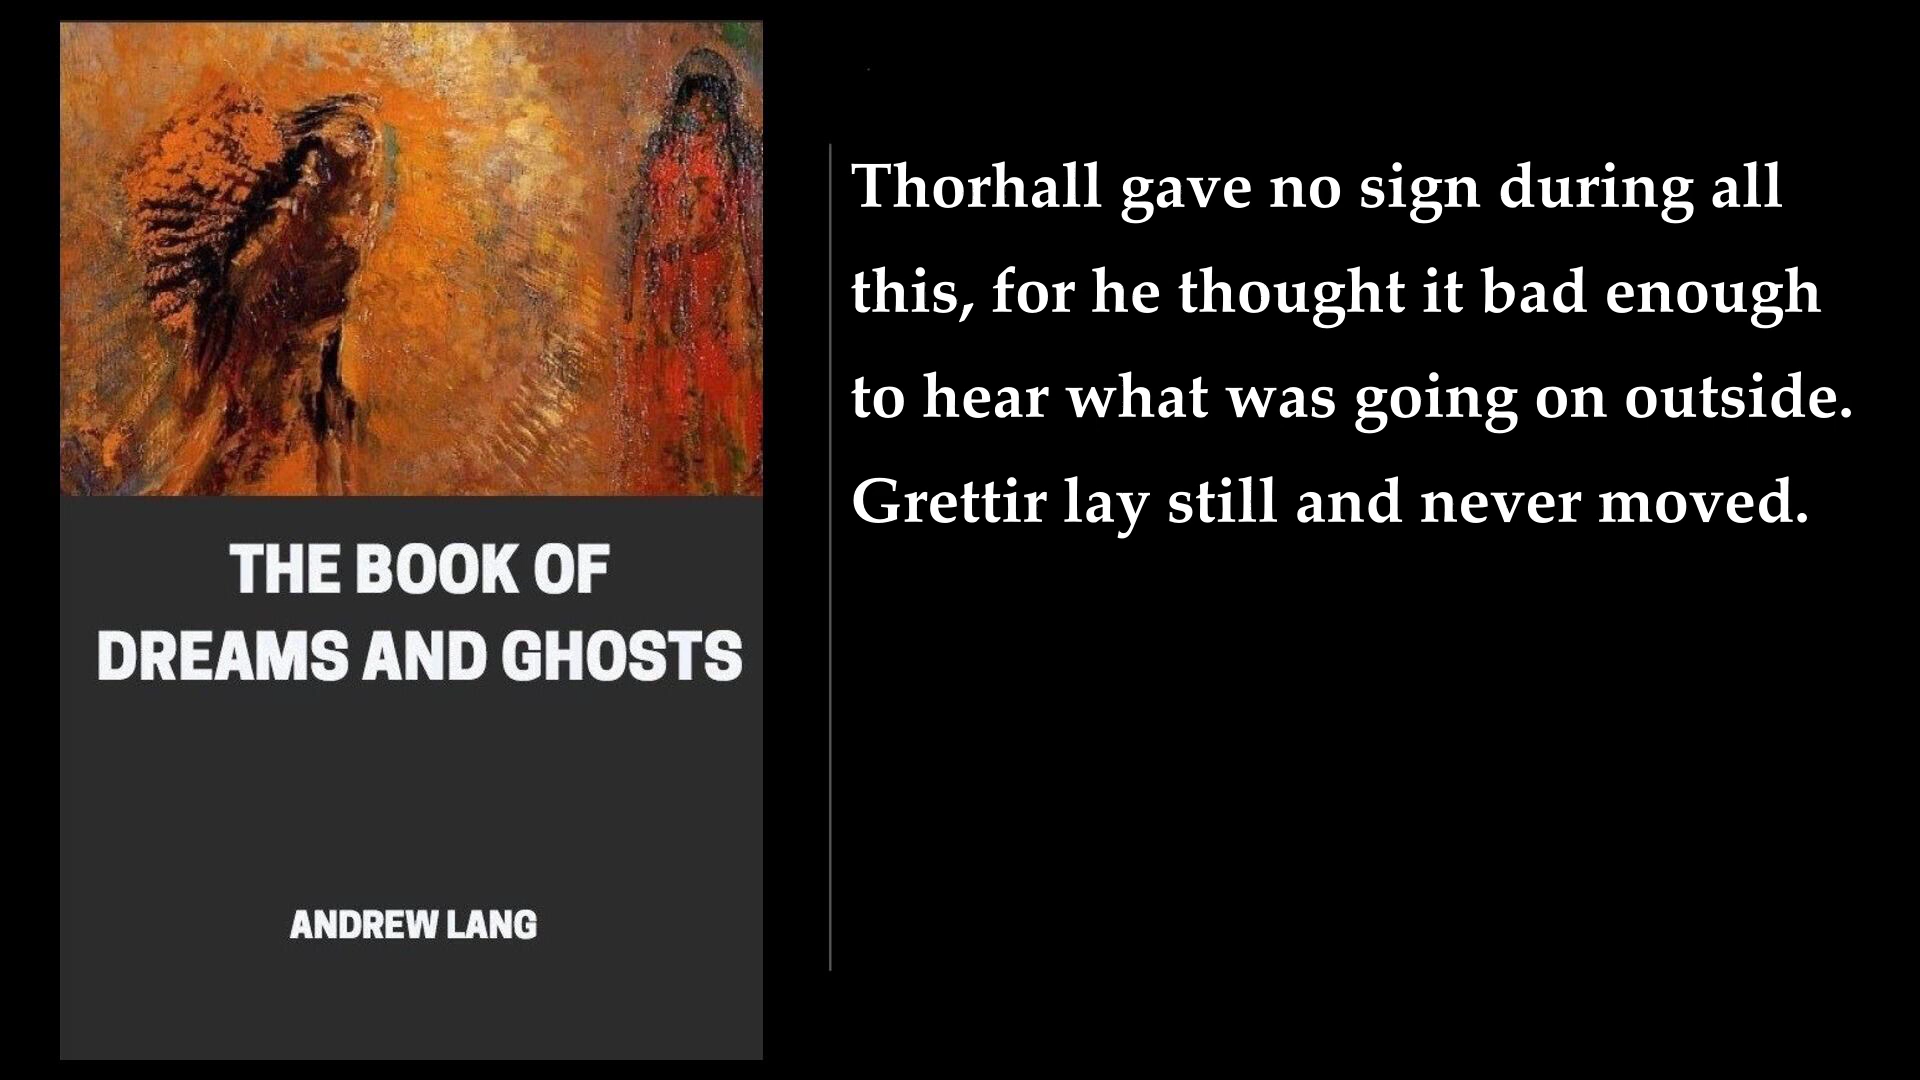 THE BOOK OF
DREAMS AND GHOSTS
ANDREW LANG
Thorhall gave no sign during all
this, for he thought it bad enough
to hear what was going on outside.
Grettir lay still and never moved.